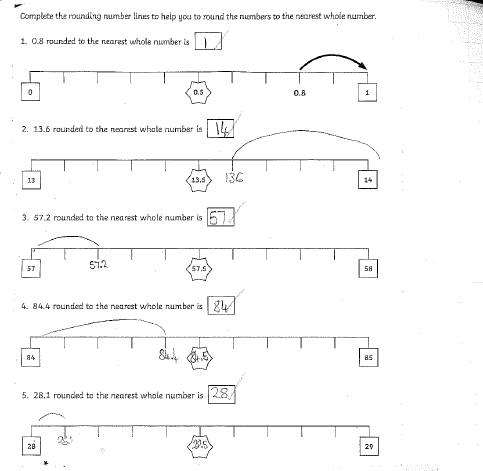 Complete the rounding number lines to help you to round the numbers to the nearest whole number.
1. 0.8 rounded to the nearest whole number is 1
0 0.5 0.8 1
2. 13.6 rounded to the nearest whole number is 14
13 13.5 13.6 14
3. 57.2 rounded to the nearest whole number is 57
57 57.2 57.5 58
4. 84.4 rounded to the nearest whole number is 84
84 84.4 84.5 85
5. 28.1 rounded to the nearest whole number is 28
28 28.5 29